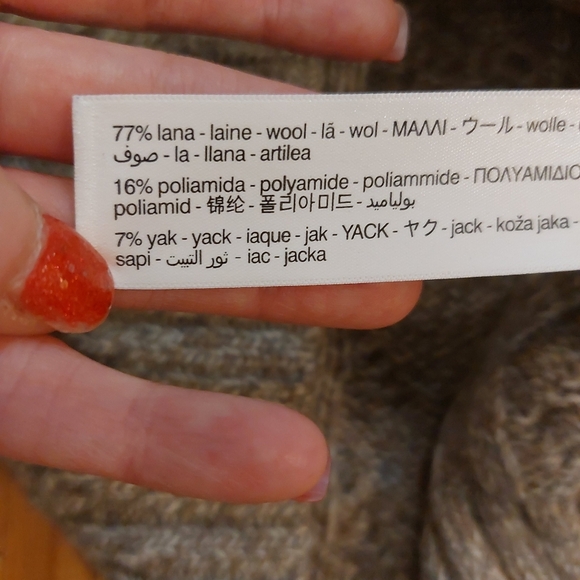 77% lana - laine - wool - lã - wol - ΜΑΛΛΙ - ウール - wolle -
صوف - la - llana - artilea
16% poliamida - polyamide - poliammide - ΠΟΛΥΑΜΙΔΙΟ
poliamid - 锦纶 - 폴리아미드 - بولياميد
7% yak - yack - iaque - jak - YACK - ヤク - jack - koža jaka -
sapi - ثور التبيت - iac - jacka